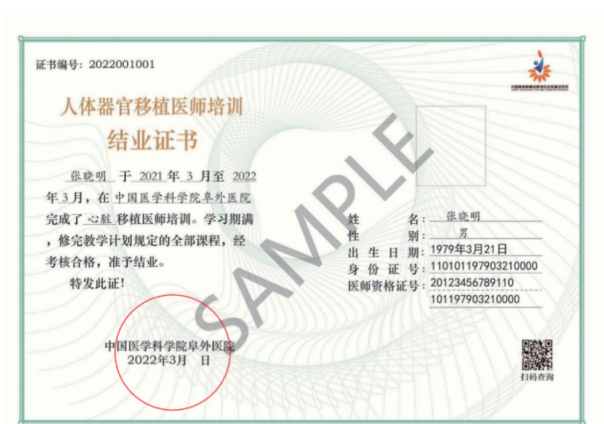 证书编号：2022001001
人体器官移植医师培训
结业证书
张晓明 于 2021 年 3 月至 2022
年 3 月，在 中国医学科学院阜外医院
完成了 心脏 移植医师培训。学习期满
，修完教学计划规定的全部课程，经
考核合格，准予结业。
特发此证！
中国医学科学院阜外医院
2022年3月 日
SAMPLE
姓 名：张晓明
性 别：男
出 生 日 期：1979年3月21日
身 份 证 号：110101197903210000
医师资格证号：20123456789110
101197903210000
扫码查询